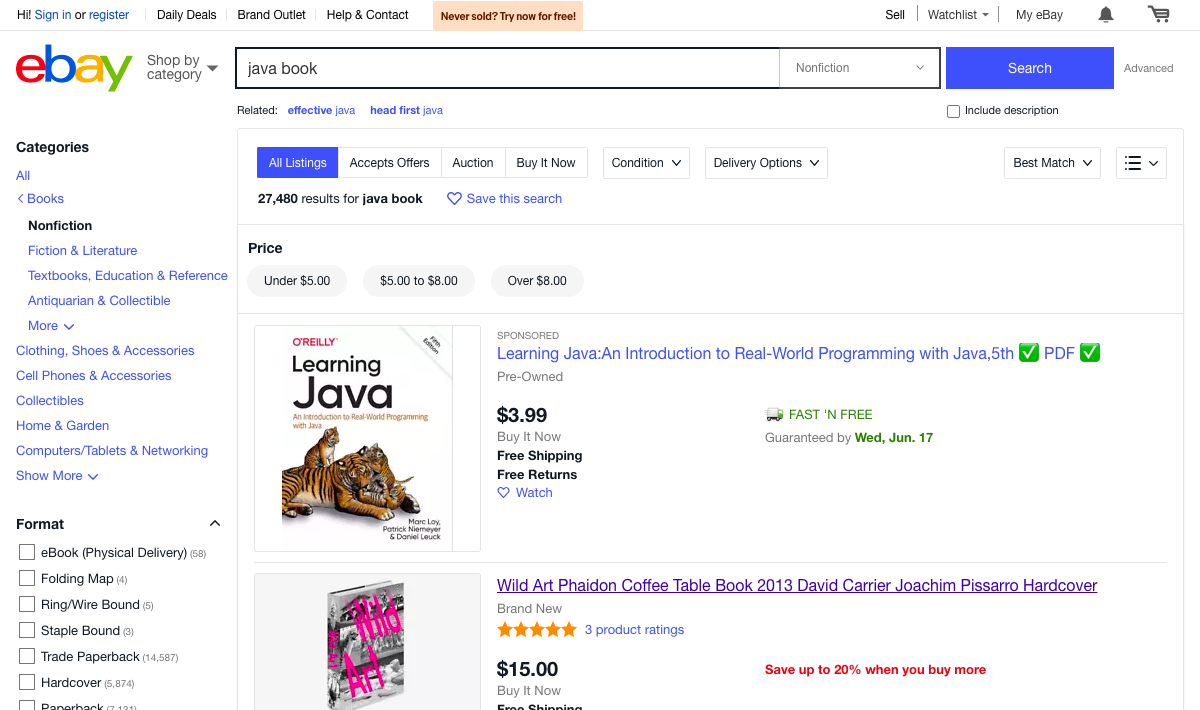 Hi! Sign in or register
Daily Deals
Brand Outlet
Help & Contact
Never sold? Try now for free!
Sell
Watchlist
My eBay
ebay
Shop by category
java book
Nonfiction
Search
Advanced
Related: effective java head first java
Include description
Categories
All
Books
Nonfiction
Fiction & Literature
Textbooks, Education & Reference
Antiquarian & Collectible
More
Clothing, Shoes & Accessories
Cell Phones & Accessories
Collectibles
Home & Garden
Computers/Tablets & Networking
Show More
Format
eBook (Physical Delivery) (58)
Folding Map (4)
Ring/Wire Bound (5)
Staple Bound (3)
Trade Paperback (14,587)
Hardcover (5,874)
Paperback (7,131)
All Listings
Accepts Offers
Auction
Buy It Now
Condition
Delivery Options
Best Match
27,480 results for java book
Save this search
Price
Under $5.00
$5.00 to $8.00
Over $8.00
O'REILLY
Fifth Edition
Learning
Java
An Introduction to Real-World Programming
with Java
Marc Loy,
Patrick Niemeyer
& Daniel Leuck
SPONSORED
Learning Java:An Introduction to Real-World Programming with Java,5th ✅ PDF ✅
Pre-Owned
$3.99
Buy It Now
Free Shipping
Free Returns
Watch
FAST 'N FREE
Guaranteed by Wed, Jun. 17
Wild
Art
Wild Art Phaidon Coffee Table Book 2013 David Carrier Joachim Pissarro Hardcover
Brand New
3 product ratings
$15.00
Buy It Now
Free Shipping
Save up to 20% when you buy more